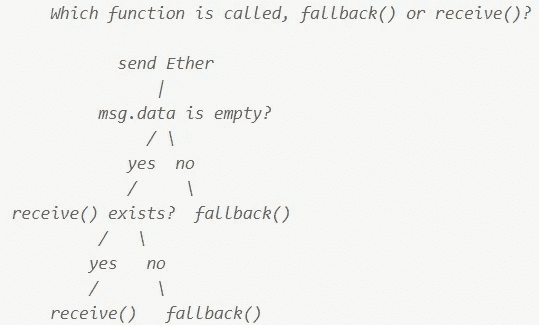 Which function is called, fallback() or receive()?
send Ether
|
msg.data is empty?
/ \
yes no
/ \
receive() exists? fallback()
/ \
yes no
/ \
receive() fallback()